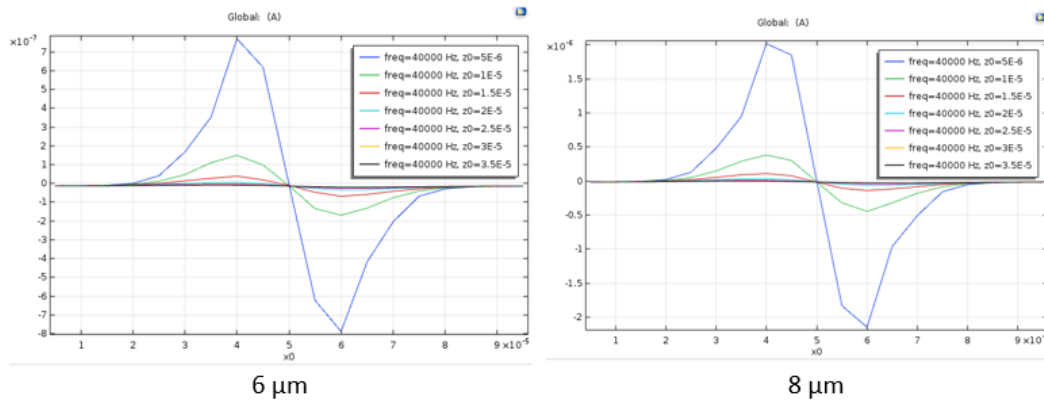 Global: (A)
×10⁻⁷
7
6
5
4
3
2
1
0
-1
-2
-3
-4
-5
-6
-7
-8
freq=40000 Hz, z0=5E-6
freq=40000 Hz, z0=1E-5
freq=40000 Hz, z0=1.5E-5
freq=40000 Hz, z0=2E-5
freq=40000 Hz, z0=2.5E-5
freq=40000 Hz, z0=3E-5
freq=40000 Hz, z0=3.5E-5
1 2 3 4 5 6 7 8 9×10⁻⁵
x0
6 µm
Global: (A)
×10⁻⁶
1.5
1
0.5
0
-0.5
-1
-1.5
-2
freq=40000 Hz, z0=5E-6
freq=40000 Hz, z0=1E-5
freq=40000 Hz, z0=1.5E-5
freq=40000 Hz, z0=2E-5
freq=40000 Hz, z0=2.5E-5
freq=40000 Hz, z0=3E-5
freq=40000 Hz, z0=3.5E-5
1 2 3 4 5 6 7 8 9×10
x0
8 µm